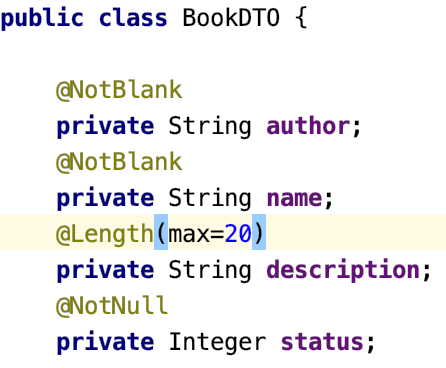 public class BookDTO {
@NotBlank
private String author;
@NotBlank
private String name;
@Length(max=20)
private String description;
@NotNull
private Integer status;